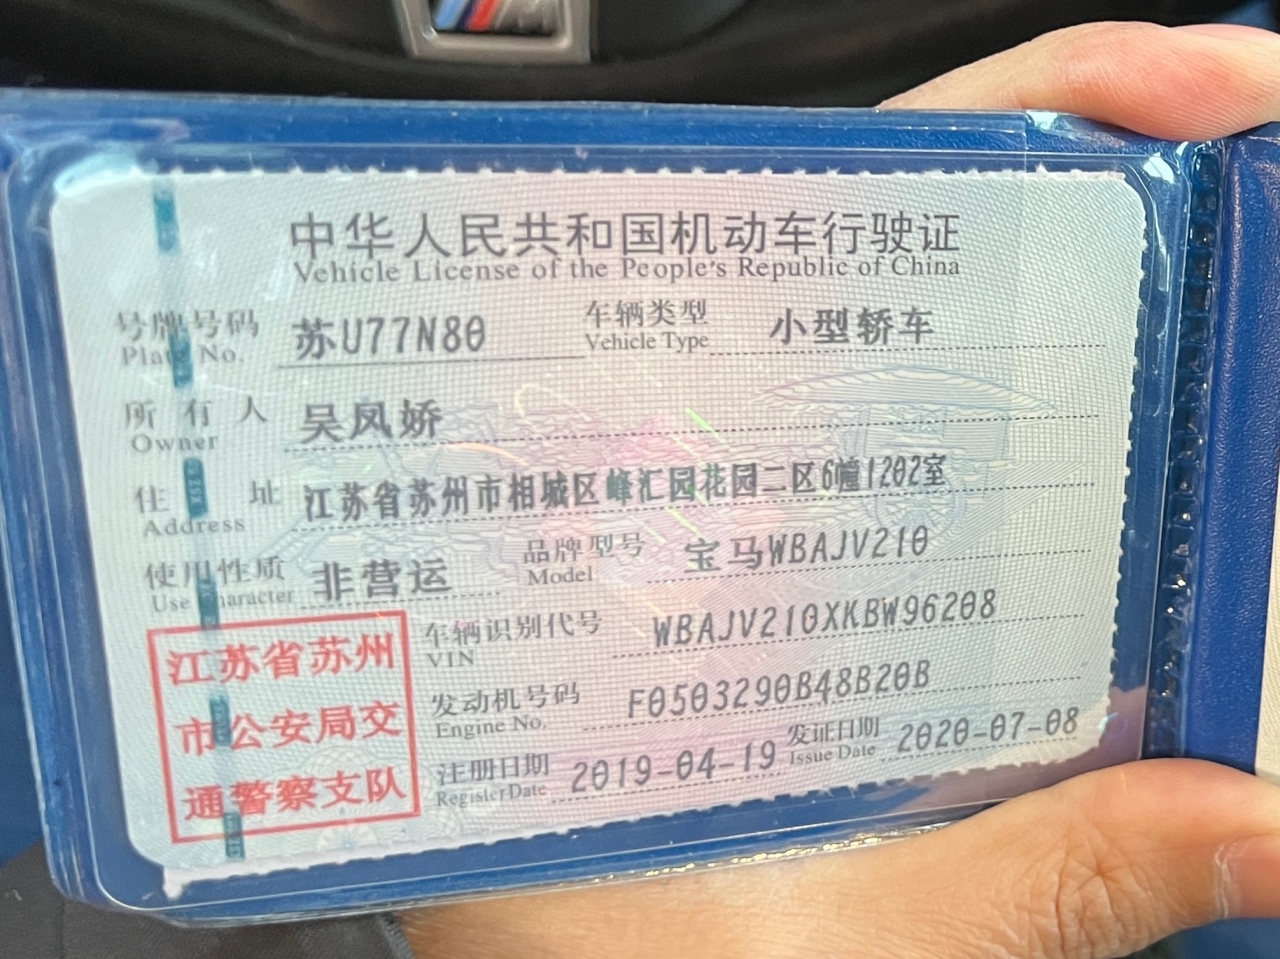 中华人民共和国机动车行驶证
Vehicle License of the People's Republic of China
号牌号码 苏U77N80 车辆类型 小型轿车
Plate No. Vehicle Type
所有人 吴凤娇
Owner
住址 江苏省苏州市相城区峰汇园花园二区6幢1202室
Address
使用性质 非营运 品牌型号 宝马WBAJV210
Use Character Model
车辆识别代号 WBAJV210XKBW96208
VIN
发动机号码 F0503290B48B20B
Engine No.
注册日期 2019-04-19 发证日期 2020-07-08
Register Date Issue Date
江苏省苏州
市公安局交
通警察支队